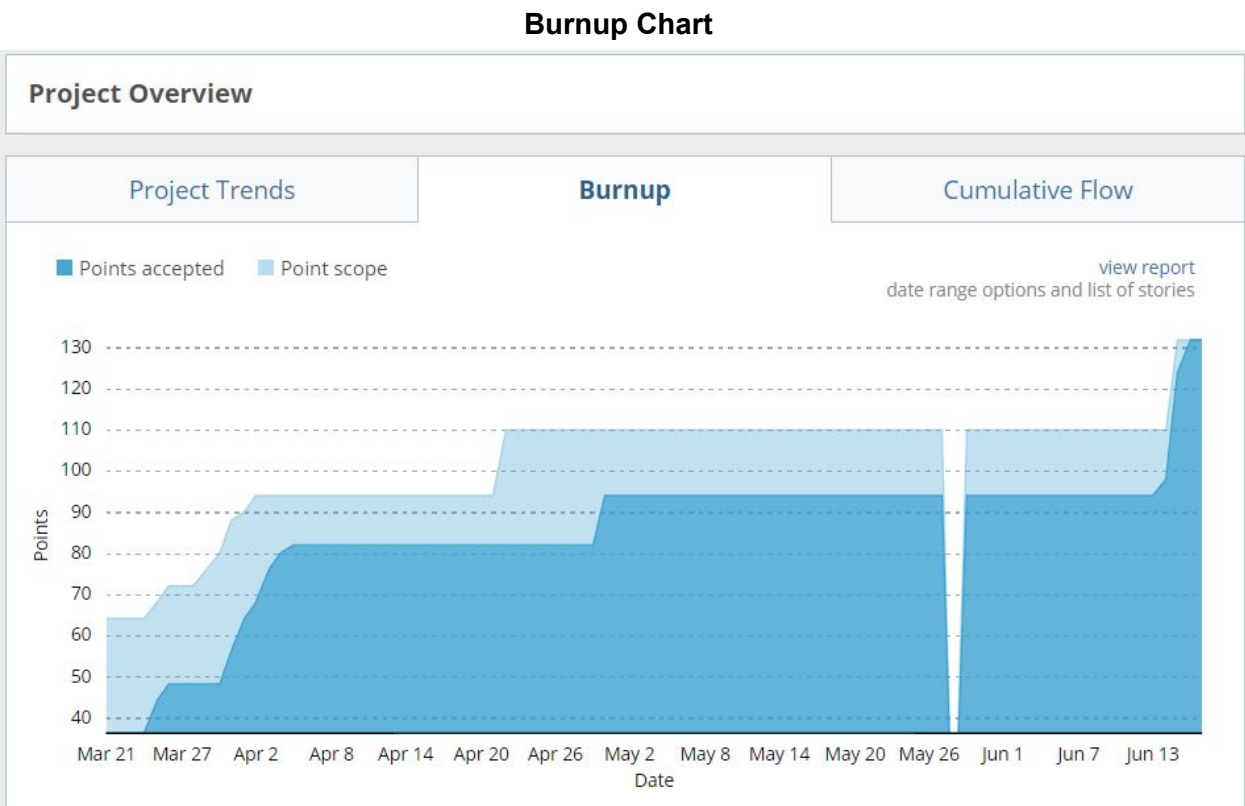 Burnup Chart
Project Overview
Project Trends
Burnup
Cumulative Flow
Points accepted
Point scope
view report
date range options and list of stories
130
120
110
100
90
80
70
60
50
40
Points
Mar 21 Mar 27 Apr 2 Apr 8 Apr 14 Apr 20 Apr 26 May 2 May 8 May 14 May 20 May 26 Jun 1 Jun 7 Jun 13
Date